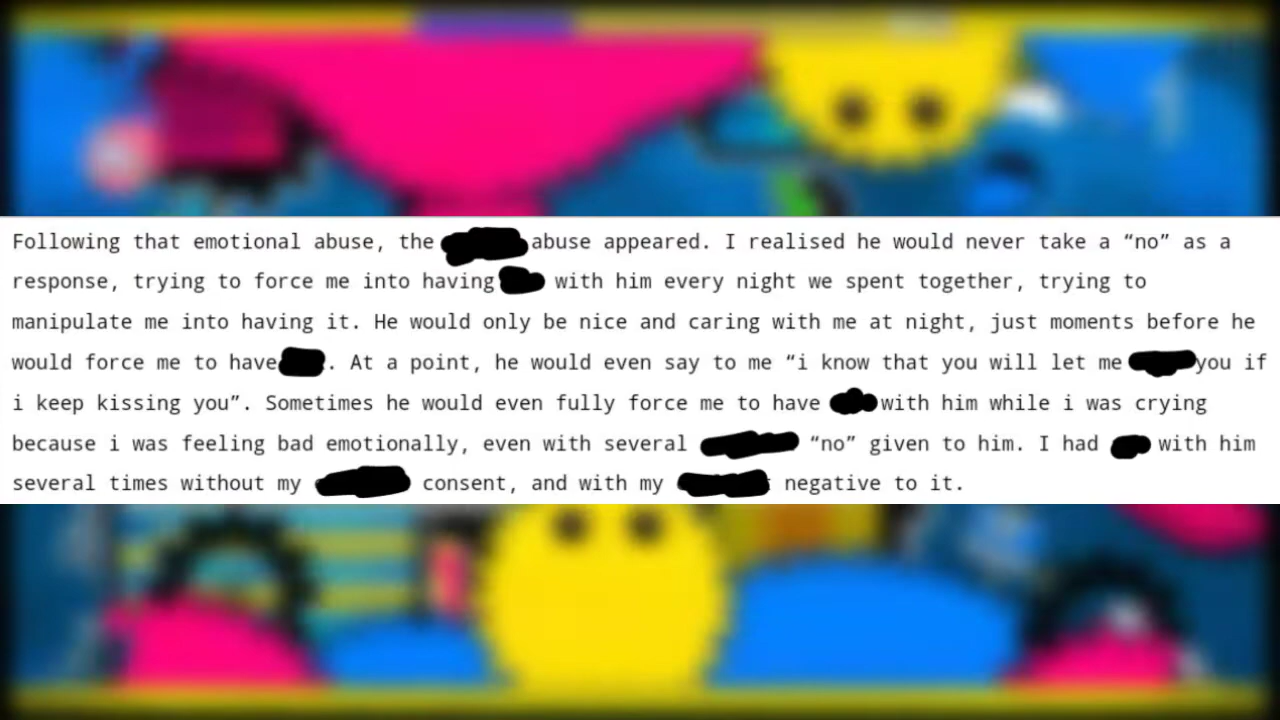 Following that emotional abuse, the abuse appeared. I realised he would never take a “no” as a
response, trying to force me into having with him every night we spent together, trying to
manipulate me into having it. He would only be nice and caring with me at night, just moments before he
would force me to have . At a point, he would even say to me “i know that you will let me you if
i keep kissing you”. Sometimes he would even fully force me to have with him while i was crying
because i was feeling bad emotionally, even with several “no” given to him. I had with him
several times without my consent, and with my negative to it.